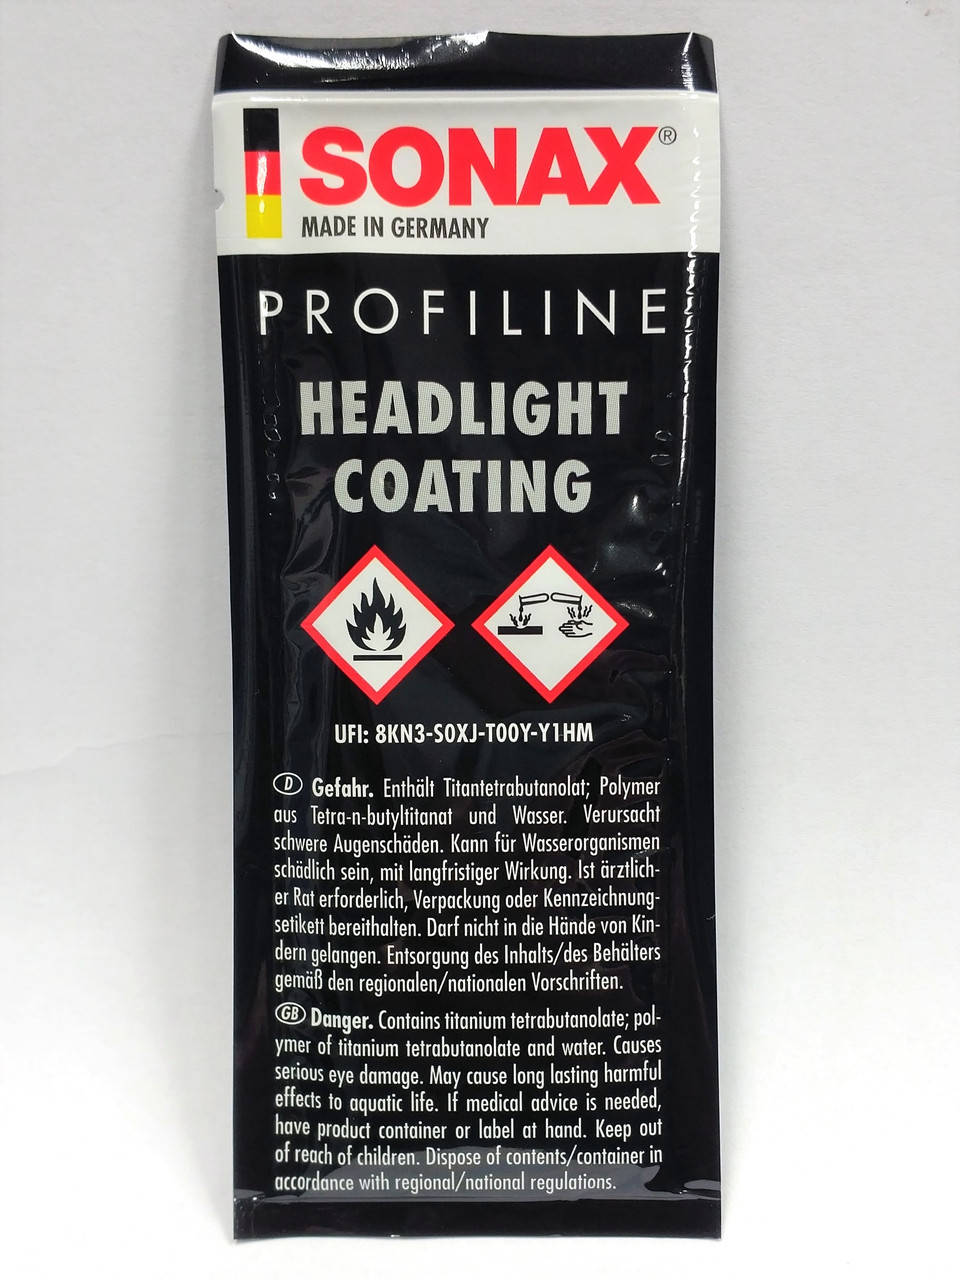 SONAX®
MADE IN GERMANY
PROFILINE
HEADLIGHT
COATING
UFI: 8KN3-S0XJ-T00Y-Y1HM
D Gefahr. Enthält Titantetrabutanolat; Polymer
aus Tetra-n-butyltitanat und Wasser. Verursacht
schwere Augenschäden. Kann für Wasserorganismen
schädlich sein, mit langfristiger Wirkung. Ist ärztlich-
er Rat erforderlich, Verpackung oder Kennzeichnung-
setikett bereithalten. Darf nicht in die Hände von Kin-
dern gelangen. Entsorgung des Inhalts/des Behälters
gemäß den regionalen/nationalen Vorschriften.
GB Danger. Contains titanium tetrabutanolate; pol-
ymer of titanium tetrabutanolate and water. Causes
serious eye damage. May cause long lasting harmful
effects to aquatic life. If medical advice is needed,
have product container or label at hand. Keep out
of reach of children. Dispose of contents/container in
accordance with regional/national regulations.